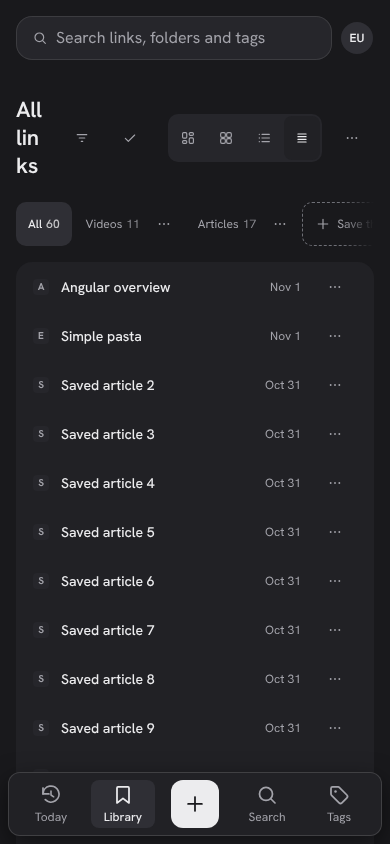 Search links, folders and tags
EU
All
lin
ks
All 60
Videos 11
Articles 17
Save
A Angular overview Nov 1
E Simple pasta Nov 1
S Saved article 2 Oct 31
S Saved article 3 Oct 31
S Saved article 4 Oct 31
S Saved article 5 Oct 31
S Saved article 6 Oct 31
S Saved article 7 Oct 31
S Saved article 8 Oct 31
S Saved article 9 Oct 31
Today
Library
Search
Tags